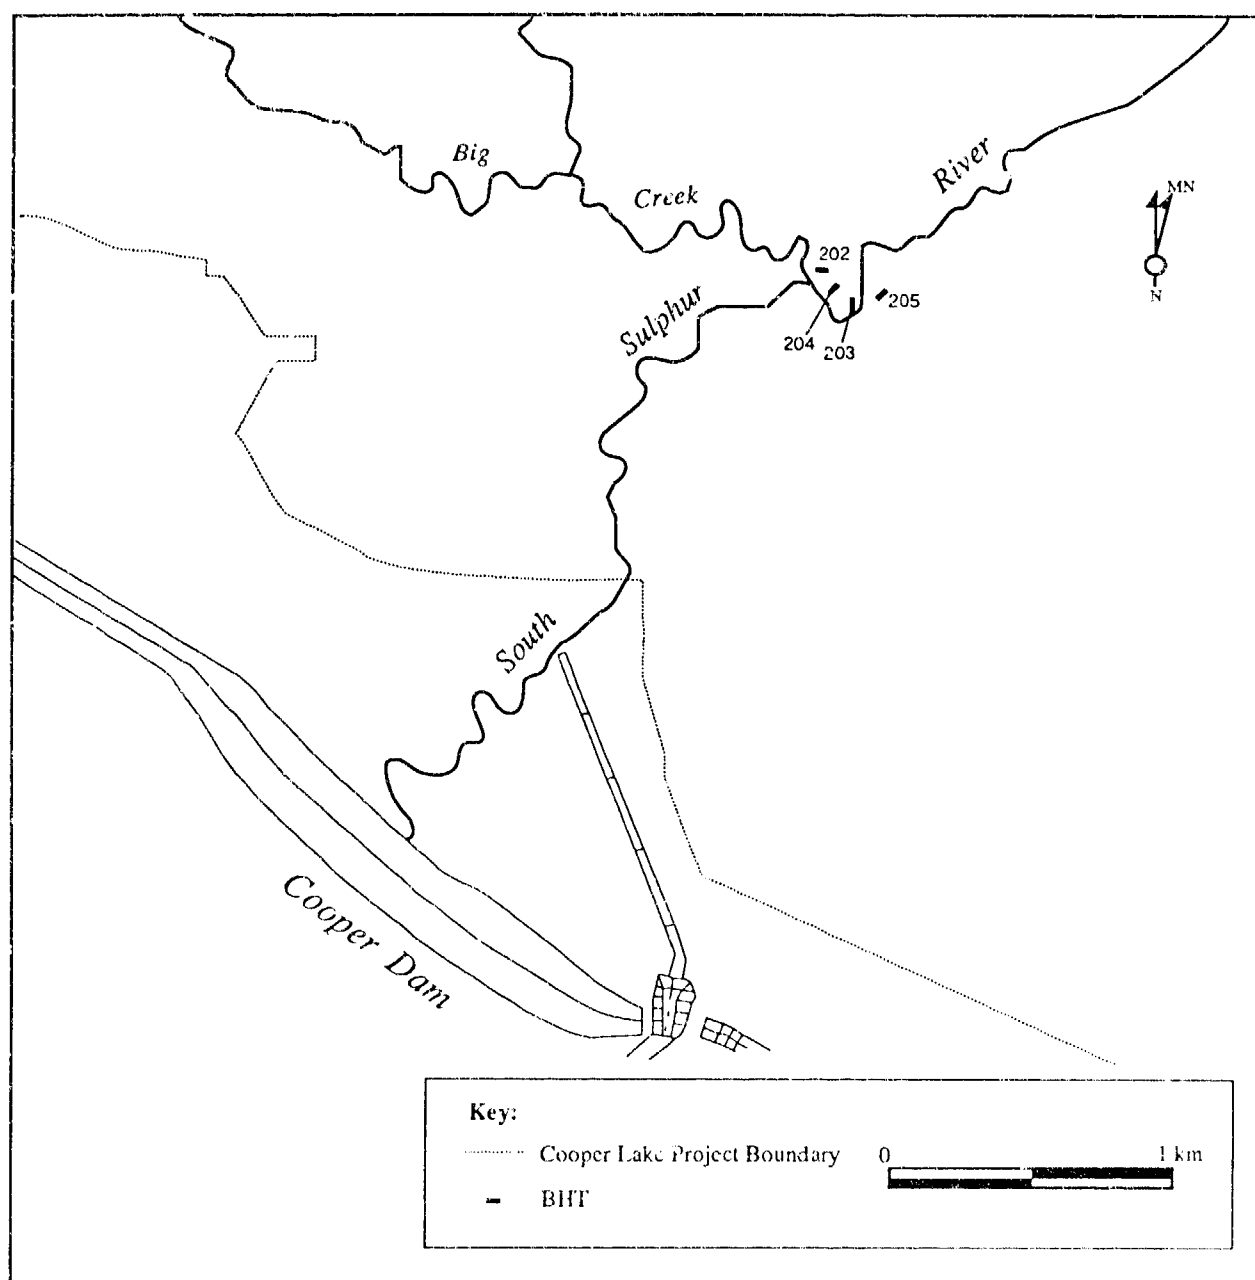 Big
Creek
River
MN
N
202
205
204
203
Sulphur
South
Cooper Dam
Key:
Cooper Lake Project Boundary
BHT
0
1 km